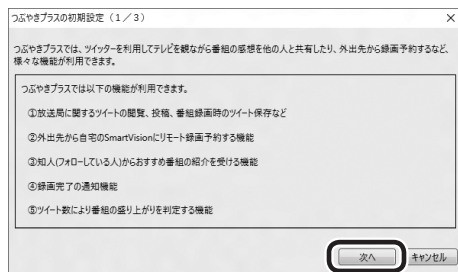 つぶやきプラスの初期設定（1／3）
×
つぶやきプラスでは、ツイッターを利用してテレビを観ながら番組の感想を他の人と共有したり、外出先から録画予約するなど、
様々な機能が利用できます。
つぶやきプラスでは以下の機能が利用できます。
①放送局に関するツイートの閲覧、投稿、番組録画時のツイート保存など
②外出先から自宅のSmartVisionにリモート録画予約する機能
③知人(フォローしている人)からおすすめ番組の紹介を受ける機能
④録画完了の通知機能
⑤ツイート数により番組の盛り上がりを判定する機能
次へ
キャンセル